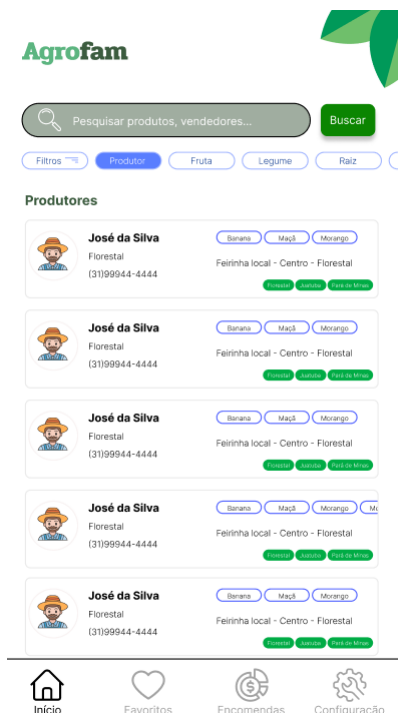 Agrofam
Pesquisar produtos, vendedores...
Buscar
Filtros Produtor Fruta Legume Raiz
Produtores
José da Silva
Florestal
(31)99944-4444
Banana Maçã Morango
Feirinha local - Centro - Florestal
Florestal Juatuba Pará de Minas
José da Silva
Florestal
(31)99944-4444
Banana Maçã Morango
Feirinha local - Centro - Florestal
Florestal Juatuba Pará de Minas
José da Silva
Florestal
(31)99944-4444
Banana Maçã Morango
Feirinha local - Centro - Florestal
Florestal Juatuba Pará de Minas
José da Silva
Florestal
(31)99944-4444
Banana Maçã Morango
Feirinha local - Centro - Florestal
Florestal Juatuba Pará de Minas
José da Silva
Florestal
(31)99944-4444
Banana Maçã Morango
Feirinha local - Centro - Florestal
Florestal Juatuba Pará de Minas
Início Favoritos Encomendas Configuração